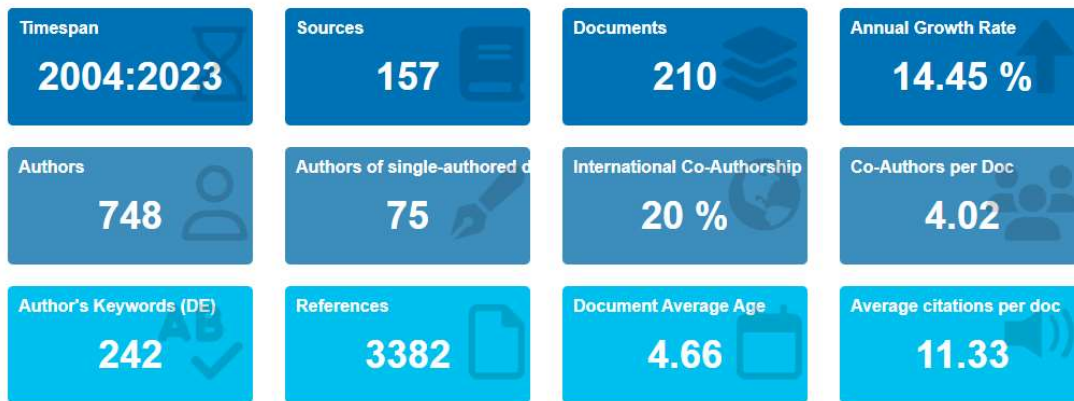 Timespan
2004:2023
Sources
157
Documents
210
Annual Growth Rate
14.45 %
Authors
748
Authors of single-authored d
75
International Co-Authorship
20 %
Co-Authors per Doc
4.02
Author's Keywords (DE)
AB
242
References
3382
Document Average Age
4.66
Average citations per doc
11.33